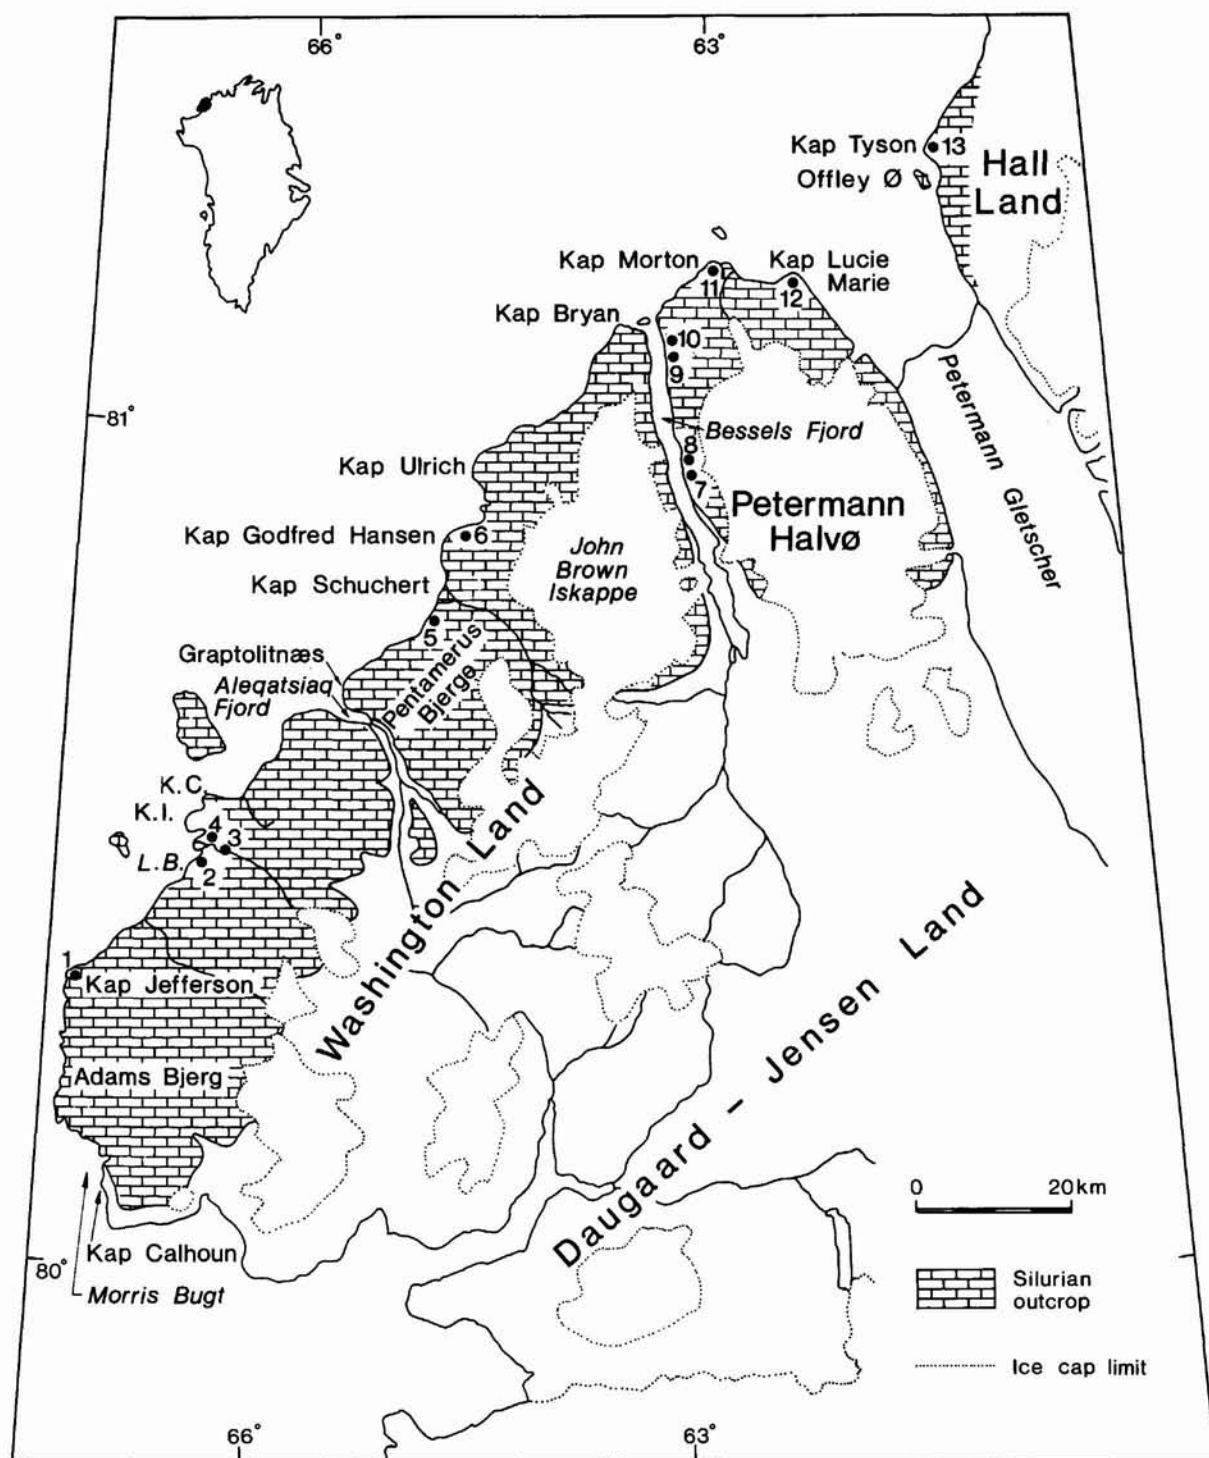 66°
63°
Kap Tyson
13
Offley Ø
Hall
Land
Kap Morton
11
Kap Lucie
Marie
12
Kap Bryan
10
9
81°
Bessels Fjord
Petermann Gletscher
8
7
Kap Ulrich
Petermann
Halvø
Kap Godfred Hansen
6
John
Brown
Iskappe
Kap Schuchert
5
Pentamerus
Bjerge
Graptolitnæs
Aleqatsiaq
Fjord
K.C.
K.I.
4
3
L.B.
2
Washington Land
1
Kap Jefferson
Daugaard - Jensen Land
Adams Bjerg
0 20 km
80°
Kap Calhoun
Morris Bugt
Silurian
outcrop
Ice cap limit
66°
63°